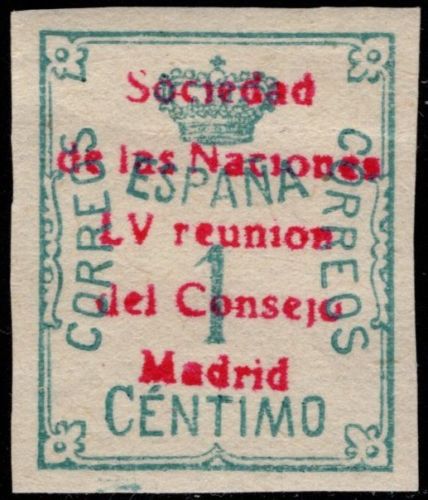 Sociedad
de las Naciones
ESPAÑA
LV reunion
1
del Consejo
Madrid
CÉNTIMO
CORREOS
CORREOS